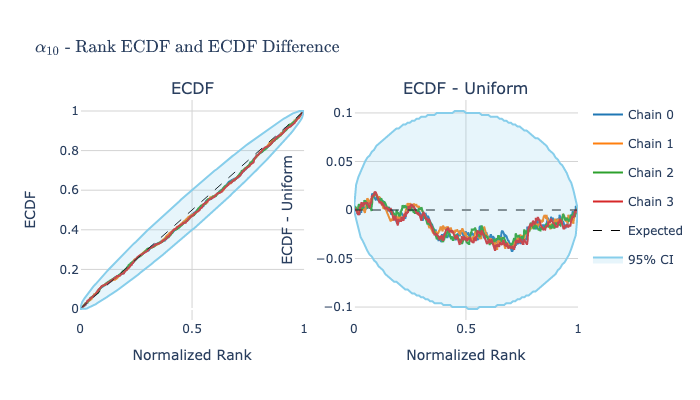 α10 - Rank ECDF and ECDF Difference
ECDF
ECDF
1
0.8
0.6
0.4
0.2
0
0
0.5
1
Normalized Rank
ECDF - Uniform
ECDF - Uniform
0.1
0.05
0
−0.05
−0.1
0
0.5
1
Normalized Rank
Chain 0
Chain 1
Chain 2
Chain 3
Expected
95% CI